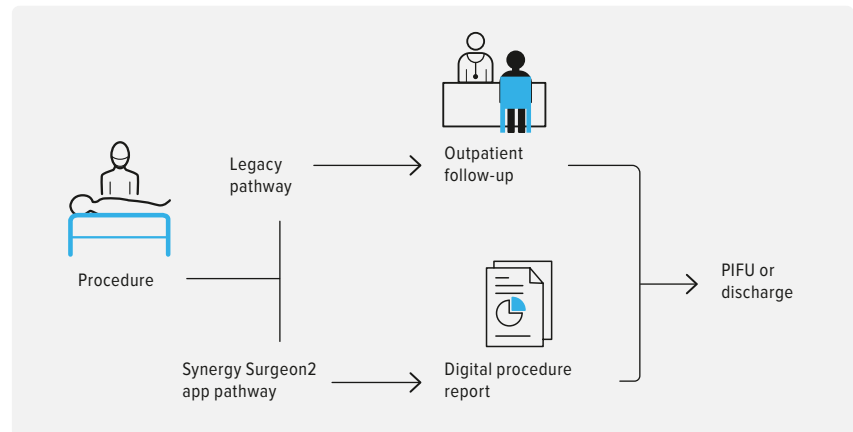 Legacy
pathway
Outpatient
follow-up
Procedure
PIFU or
discharge
Synergy Surgeon2
app pathway
Digital procedure
report